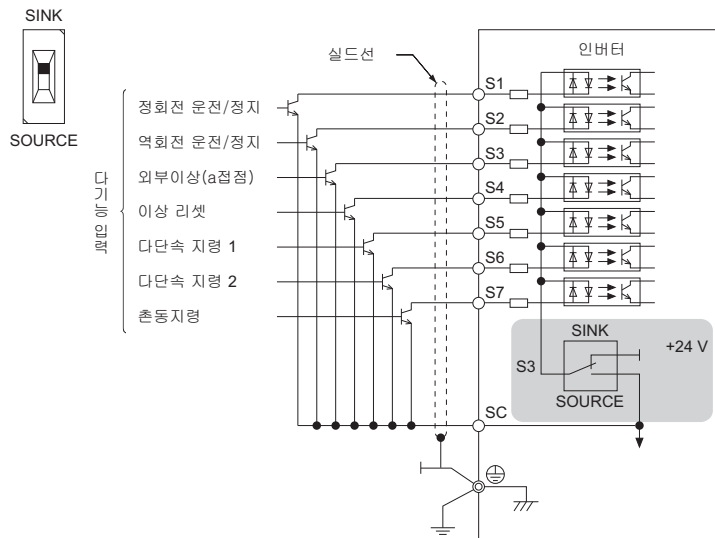 SINK
SOURCE
실드선
인버터
다기능 입력
정회전 운전/정지
역회전 운전/정지
외부이상(a접점)
이상 리셋
다단속 지령 1
다단속 지령 2
촌동지령
S1
S2
S3
S4
S5
S6
S7
SINK
+24 V
S3
SOURCE
SC